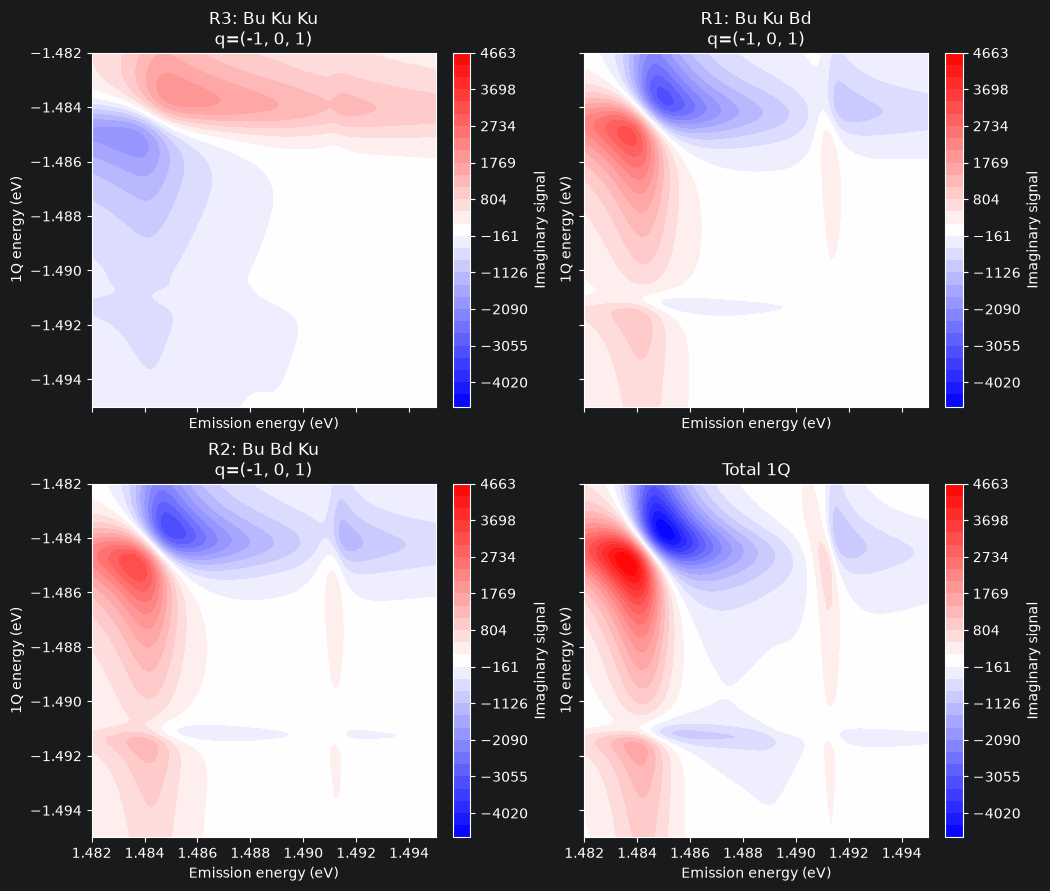 R3: Bu Ku Ku
q=(-1, 0, 1)
−1.482
−1.484
−1.486
−1.488
−1.490
−1.492
−1.494
1Q energy (eV)
Emission energy (eV)
4663
3698
2734
1769
804
−161
−1126
−2090
−3055
−4020
Imaginary signal
R1: Bu Ku Bd
q=(-1, 0, 1)
1Q energy (eV)
Emission energy (eV)
4663
3698
2734
1769
804
−161
−1126
−2090
−3055
−4020
Imaginary signal
R2: Bu Bd Ku
q=(-1, 0, 1)
−1.482
−1.484
−1.486
−1.488
−1.490
−1.492
−1.494
1Q energy (eV)
1.482 1.484 1.486 1.488 1.490 1.492 1.494
Emission energy (eV)
4663
3698
2734
1769
804
−161
−1126
−2090
−3055
−4020
Imaginary signal
Total 1Q
1Q energy (eV)
1.482 1.484 1.486 1.488 1.490 1.492 1.494
Emission energy (eV)
4663
3698
2734
1769
804
−161
−1126
−2090
−3055
−4020
Imaginary signal